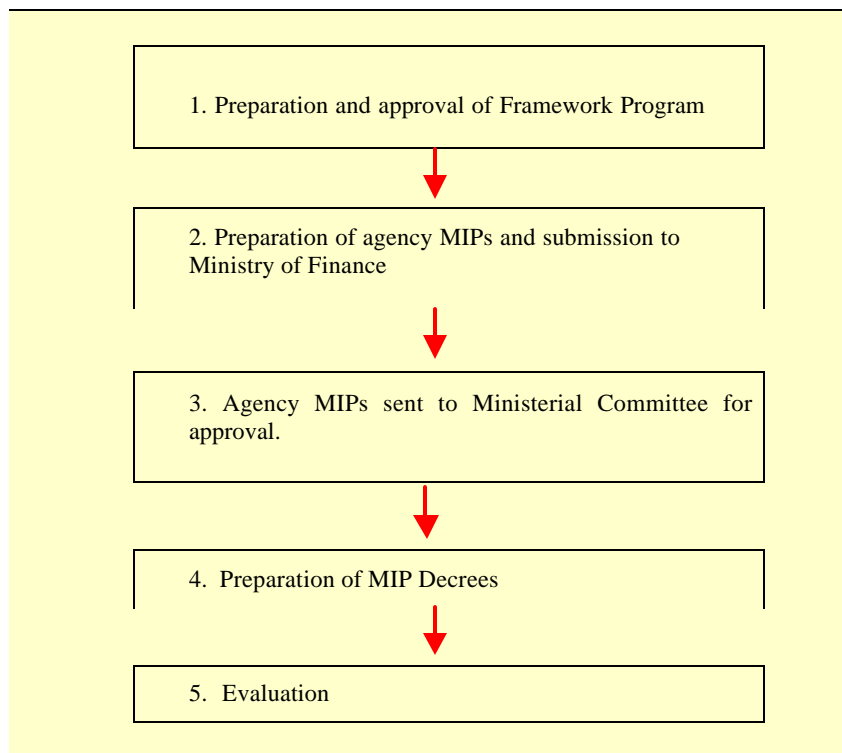 1. Preparation and approval of Framework Program
2. Preparation of agency MIPs and submission to
Ministry of Finance
3. Agency MIPs sent to Ministerial Committee for
approval.
4. Preparation of MIP Decrees
5. Evaluation